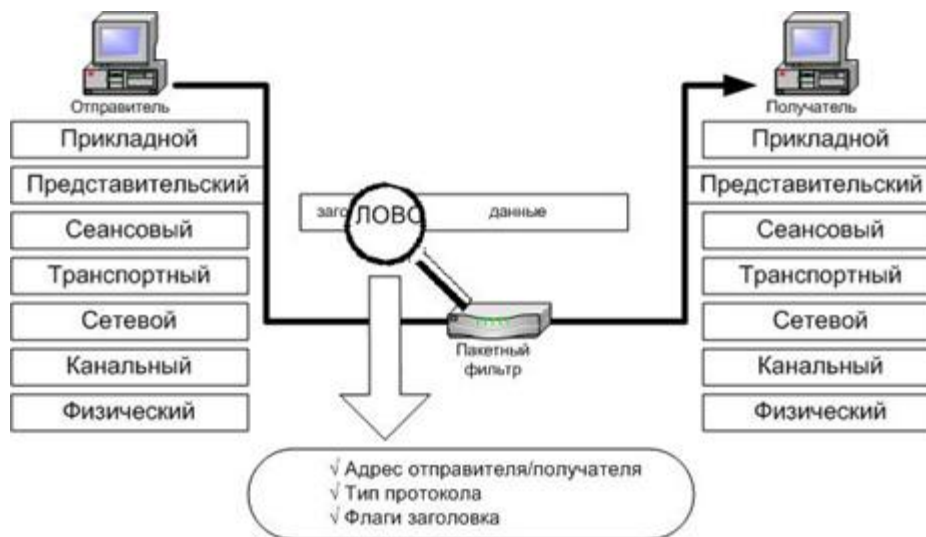 Отправитель
Прикладной
Представительский
Сеансовый
Транспортный
Сетевой
Канальный
Физический
заго ЛОВО данные
Пакетный
фильтр
√ Адрес отправителя/получателя
√ Тип протокола
√ Флаги заголовка
Получатель
Прикладной
Представительский
Сеансовый
Транспортный
Сетевой
Канальный
Физический